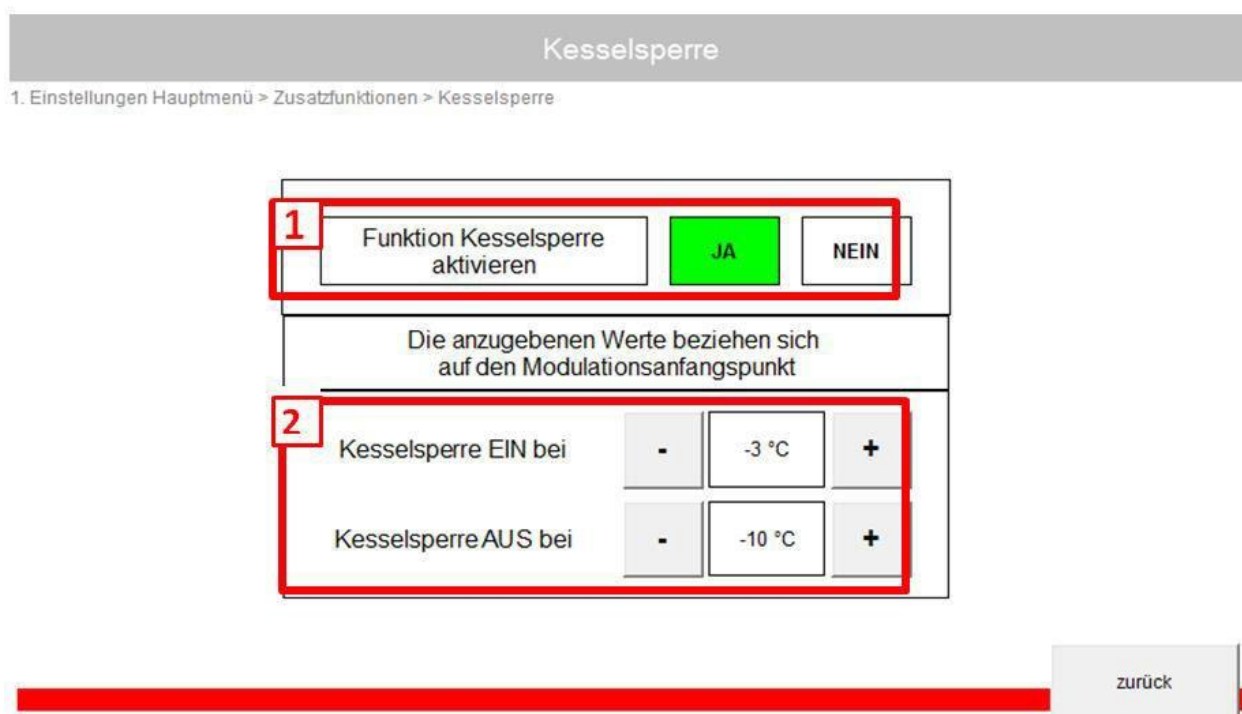 Kesselsperre
1. Einstellungen Hauptmenü > Zusatzfunktionen > Kesselsperre
1
Funktion Kesselsperre
aktivieren
JA
NEIN
Die anzugebenen Werte beziehen sich
auf den Modulationsanfangspunkt
2
Kesselsperre EIN bei
-
-3 °C
+
Kesselsperre AUS bei
-
-10 °C
+
zurück